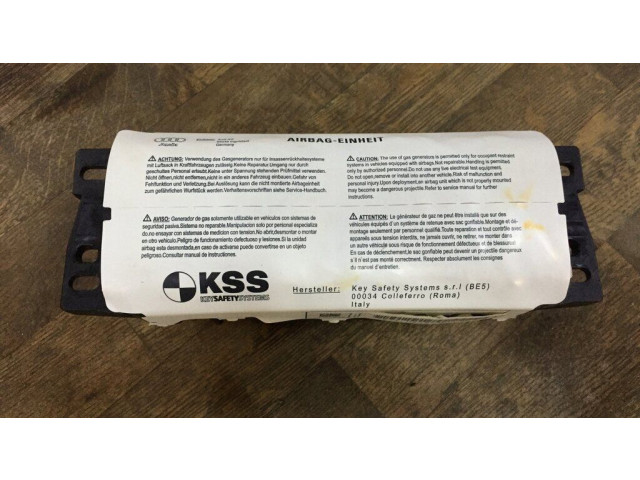 Audi
AIRBAG-EINHEIT
ACHTUNG: Verwendung des Gasgenerators nur für Insassenrückhaltesysteme
mit Luftsack in Kraftfahrzeugen zulässig.Keine Reparatur.Umgang nur durch
geschultes Personal erlaubt.Keine unter Spannung stehenden Prüfmittel verwenden.
Nicht öffnen,nicht entfernen,nicht in ein anderes Fahrzeug einbauen.Gefahr von
Fehlfunktion und Verletzung.Bei Auslösung kann die nicht montierte Airbageinheit
zum gefährlichen Wurfstück werden.Verhaltensvorschriften siehe Service-Handbuch.
CAUTION: The use of gas generators is permitted only for occupant restraint
systems in vehicles equipped with airbags.Not repairable.Handling is permitted
only by authorised personnel.Do not use any live electrical test equipment.
Do not open,remove or install into another vehicle.Risk of malfunction and
personal injury.Upon deployment,an airbag unit which is not properly mounted
may become a dangerous projectile.Refer to service manual for further
instructions.
AVISO: Generador de gas solamente utilizable en vehículos con sistemas de
seguridad pasiva.Sistema no reparable.Manipulacion solo por personal especializa
do.no ensayar con sistema de medicion con tension.No abrir,desmontar o montar
en otro vehículo.Peligro de funcionamiento defectuoso y lesiones.Si la unidad
airbag esta desmontada,en caso de activarse puede convertirse en un objeto
peligroso.Consultar manual de instrucciones.
ATTENTION: Le générateur de gaz ne peut être installé que sur des
véhicules équipés d'un système de retenue avec sac gonflable.Montage et dé-
montage seulement par personnel autorisé.Toute reparation et tout contrôle avec
appareils sous tension interdits, ne jamais ouvrir, ni retirer, ni monter dans
un autre véhicule sous risque de fonctionnement défectueux et de blessure!
En cas de déclenchement,le sac gonflable peut devenir un projectile dangereux
s'il n'est pas monté correctement. Respecter absolument les consignes
du manuel d'entretien.
KSS
KEYSAFETYSYSTEMS
Hersteller: Key Safety Systems s.r.l (BE5)
00034 Colleferro (Roma)
Italy